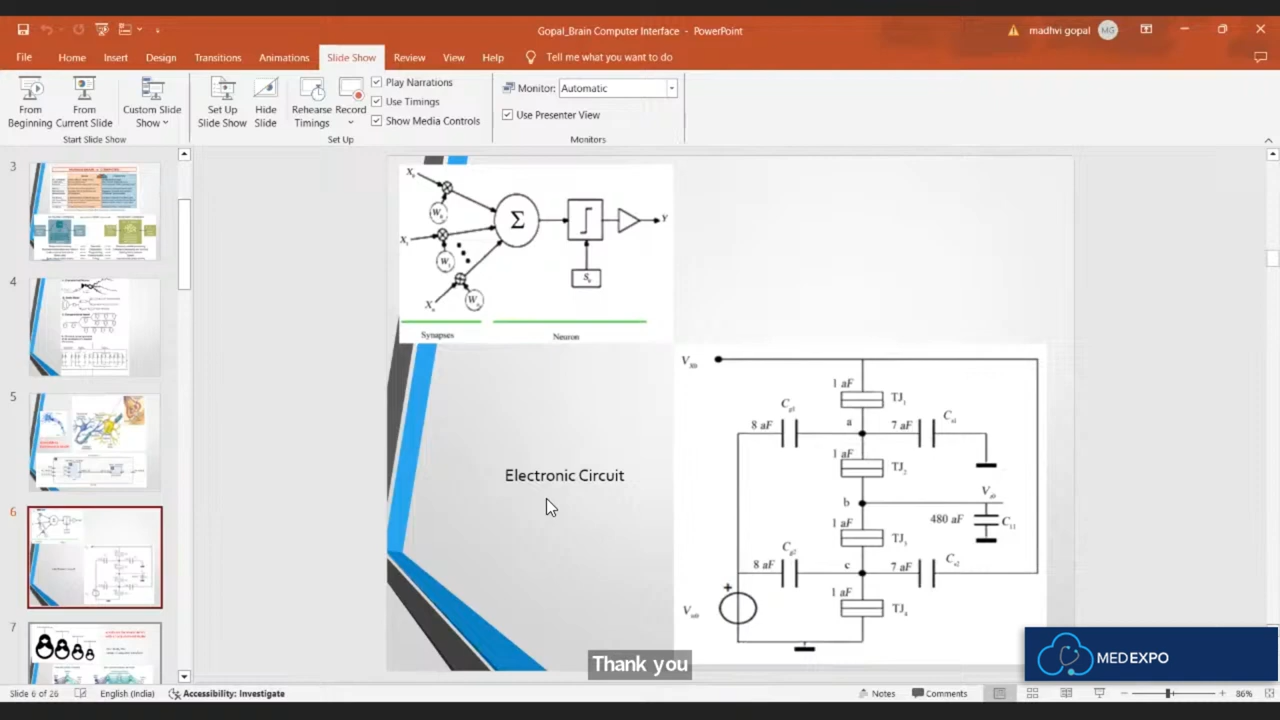 Gopal_Brain Computer Interface - PowerPoint
madhvi gopal
MG
File Home Insert Design Transitions Animations Slide Show Review View Help Tell me what you want to do
From Beginning
From Current Slide
Custom Slide Show
Set Up Slide Show
Hide Slide
Rehearse Timings
Record
Play Narrations
Use Timings
Show Media Controls
Monitor: Automatic
Use Presenter View
Start Slide Show
Set Up
Monitors
3
4
5
6
7
Σ
Y
Synapses
Neuron
Electronic Circuit
1 aF TJ1
8 aF a 7 aF
1 aF TJ2
b
480 aF C11
1 aF TJ3
8 aF c 7 aF
1 aF TJ4
+
Thank you
MEDEXPO
Slide 6 of 26
English (India)
Accessibility: Investigate
Notes
Comments
86%